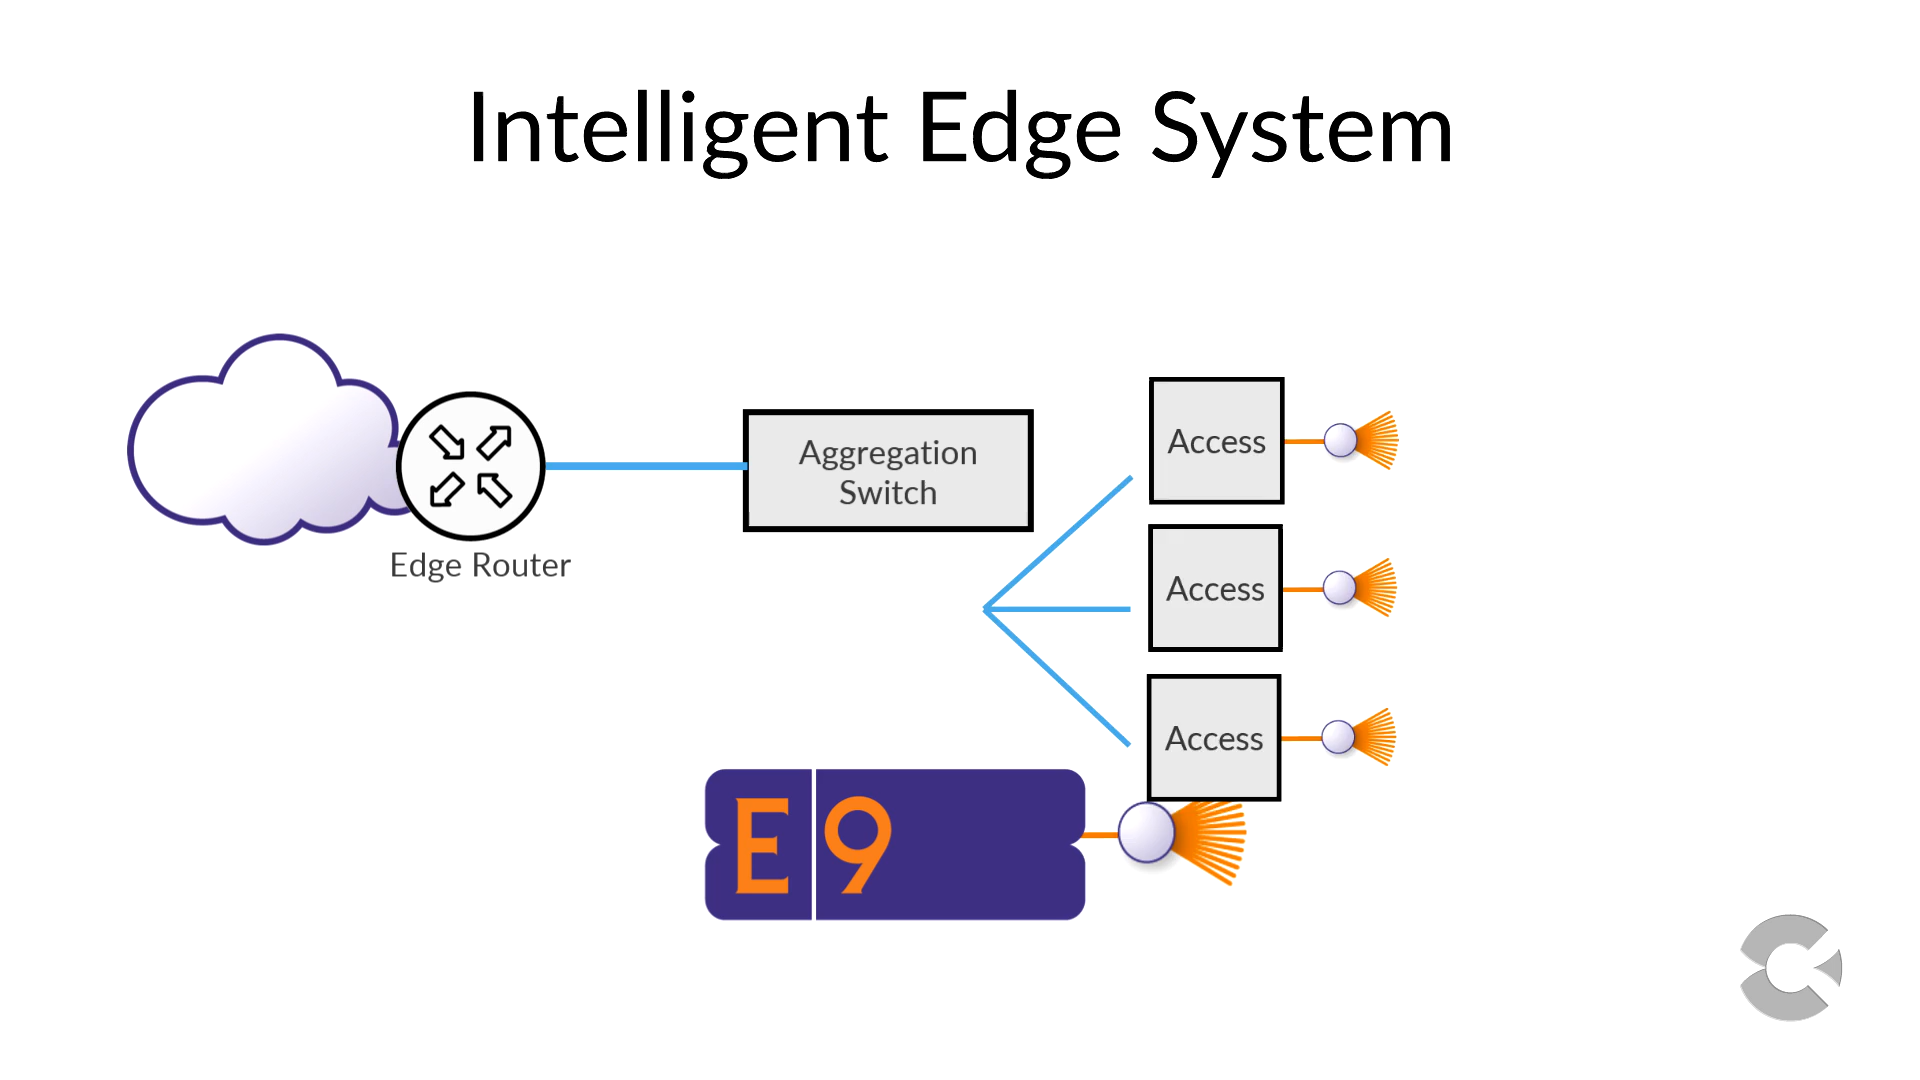 Intelligent Edge System
Edge Router
Aggregation
Switch
Access
Access
Access
E9